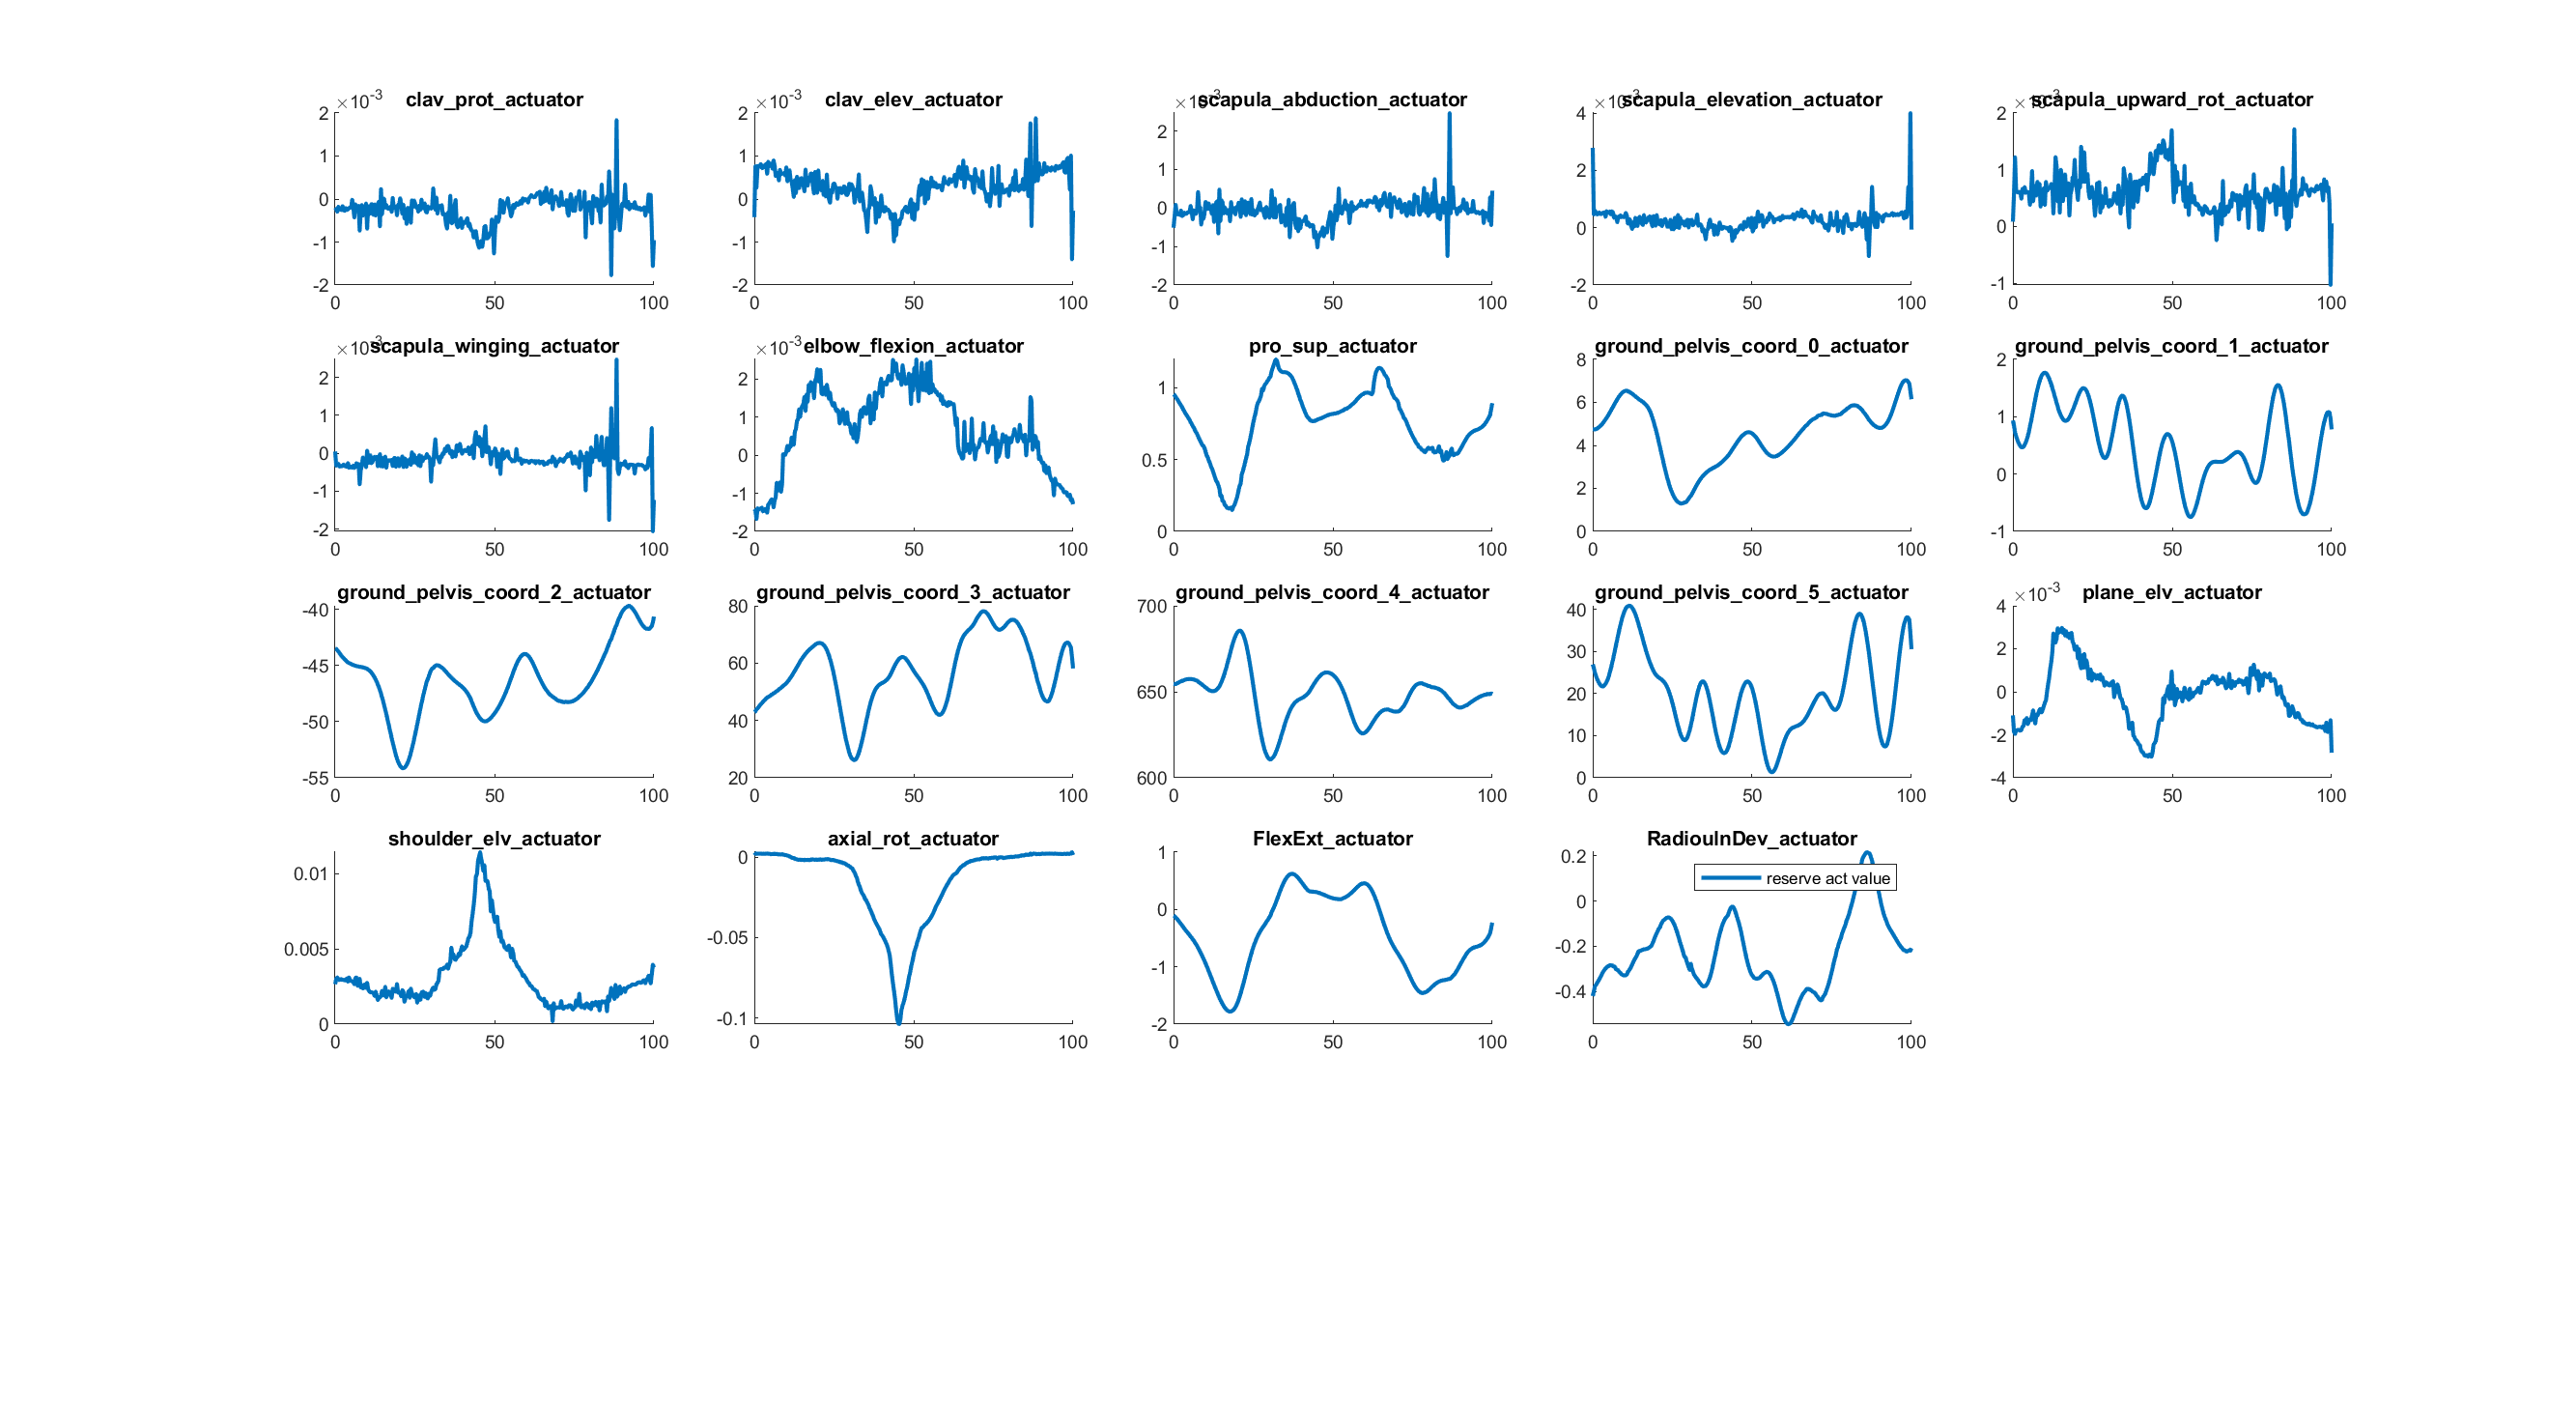 clav_prot_actuator
×10-3
2
1
0
-1
-2
0 50 100
clav_elev_actuator
×10-3
2
1
0
-1
-2
0 50 100
scapula_abduction_actuator
×10-3
2
1
0
-1
-2
0 50 100
scapula_elevation_actuator
×10-3
4
2
0
-2
0 50 100
scapula_upward_rot_actuator
×10-3
2
1
0
-1
0 50 100
scapula_winging_actuator
×10-3
2
1
0
-1
-2
0 50 100
elbow_flexion_actuator
×10-3
2
1
0
-1
-2
0 50 100
pro_sup_actuator
1
0.5
0
0 50 100
ground_pelvis_coord_0_actuator
8
6
4
2
0
0 50 100
ground_pelvis_coord_1_actuator
2
1
0
-1
0 50 100
ground_pelvis_coord_2_actuator
-40
-45
-50
-55
0 50 100
ground_pelvis_coord_3_actuator
80
60
40
20
0 50 100
ground_pelvis_coord_4_actuator
700
650
600
0 50 100
ground_pelvis_coord_5_actuator
40
30
20
10
0
0 50 100
plane_elv_actuator
×10-3
4
2
0
-2
-4
0 50 100
shoulder_elv_actuator
0.01
0.005
0
0 50 100
axial_rot_actuator
0
-0.05
-0.1
0 50 100
FlexExt_actuator
1
0
-1
-2
0 50 100
RadioulnDev_actuator
reserve act value
0.2
0
-0.2
-0.4
0 50 100